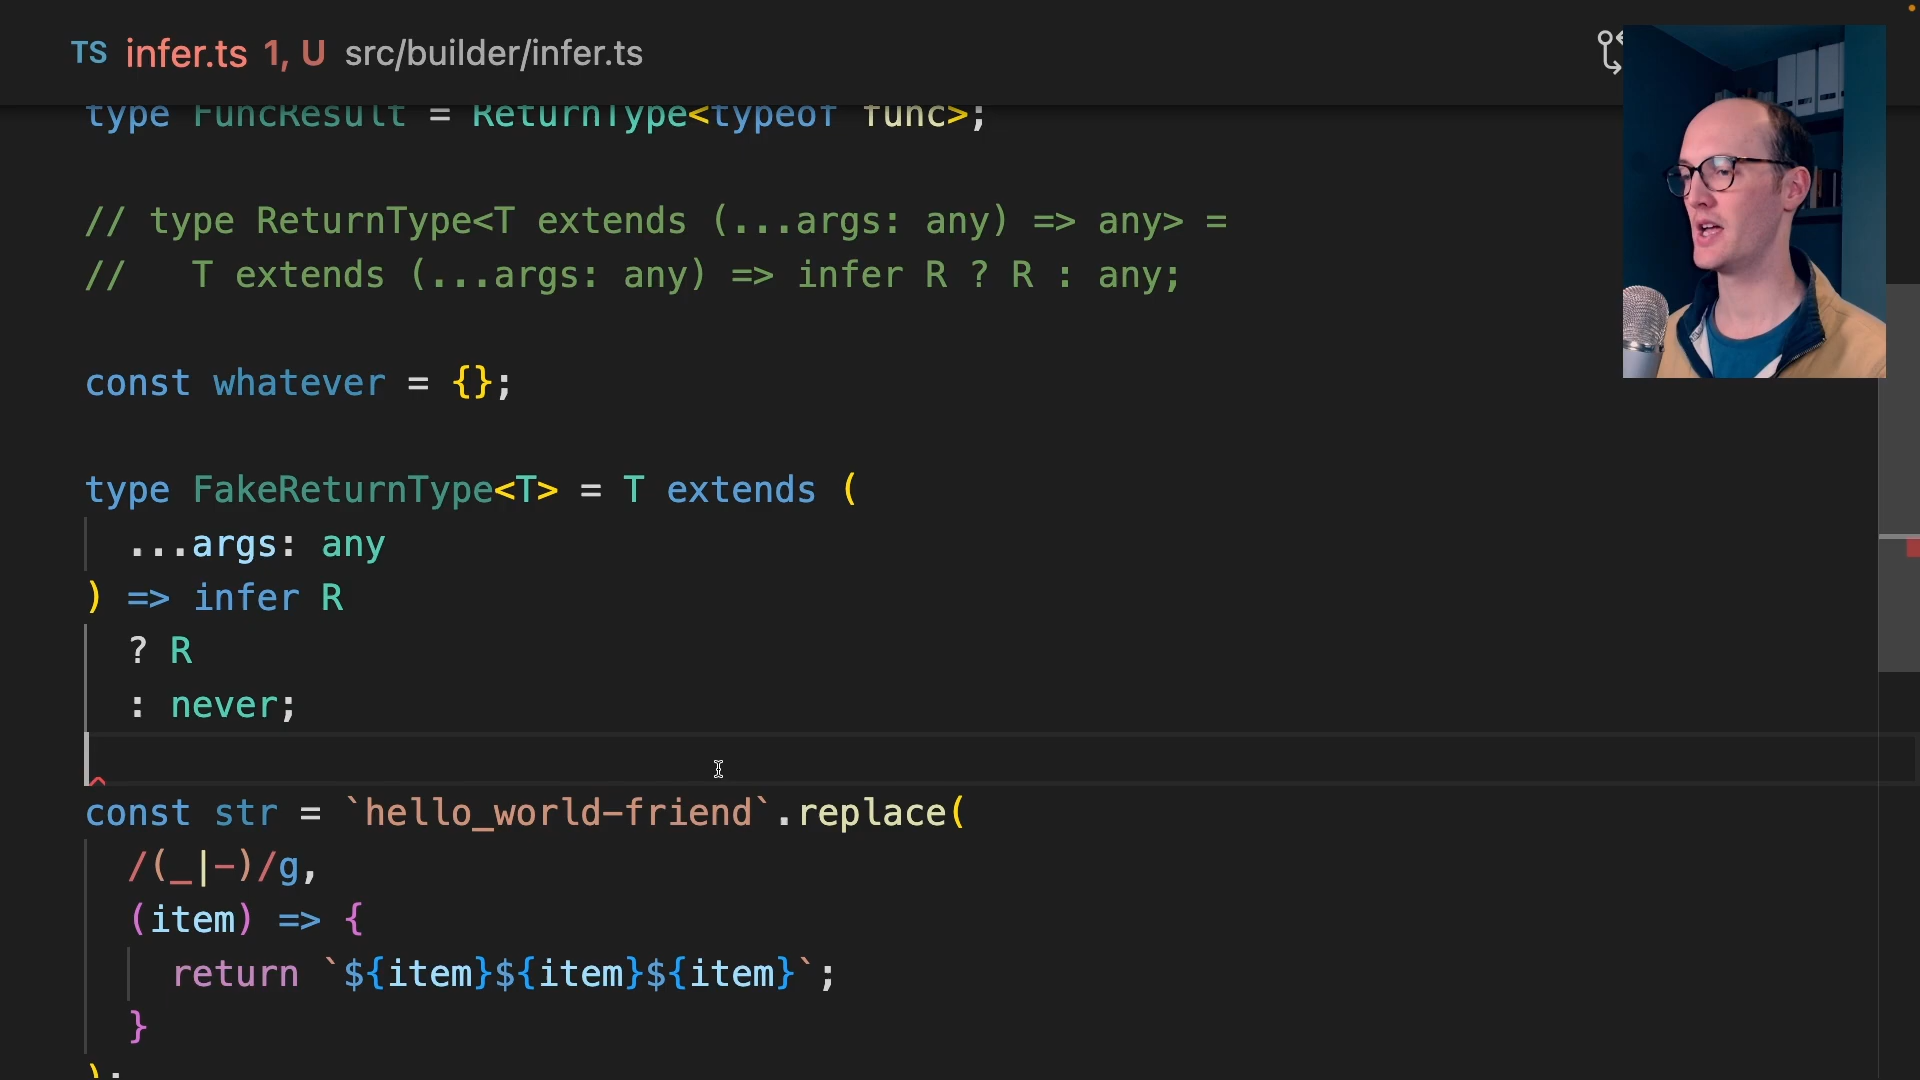 TS infer.ts 1, U src/builder/infer.ts
type FuncResult = ReturnType<typeof func>;
// type ReturnType<T extends (...args: any) => any> =
//   T extends (...args: any) => infer R ? R : any;
const whatever = {};
type FakeReturnType<T> = T extends (
  ...args: any
) => infer R
  ? R
  : never;
const str = `hello_world-friend`.replace(
  /(_|-)/g,
  (item) => {
    return `${item}${item}${item}`;
  }
);